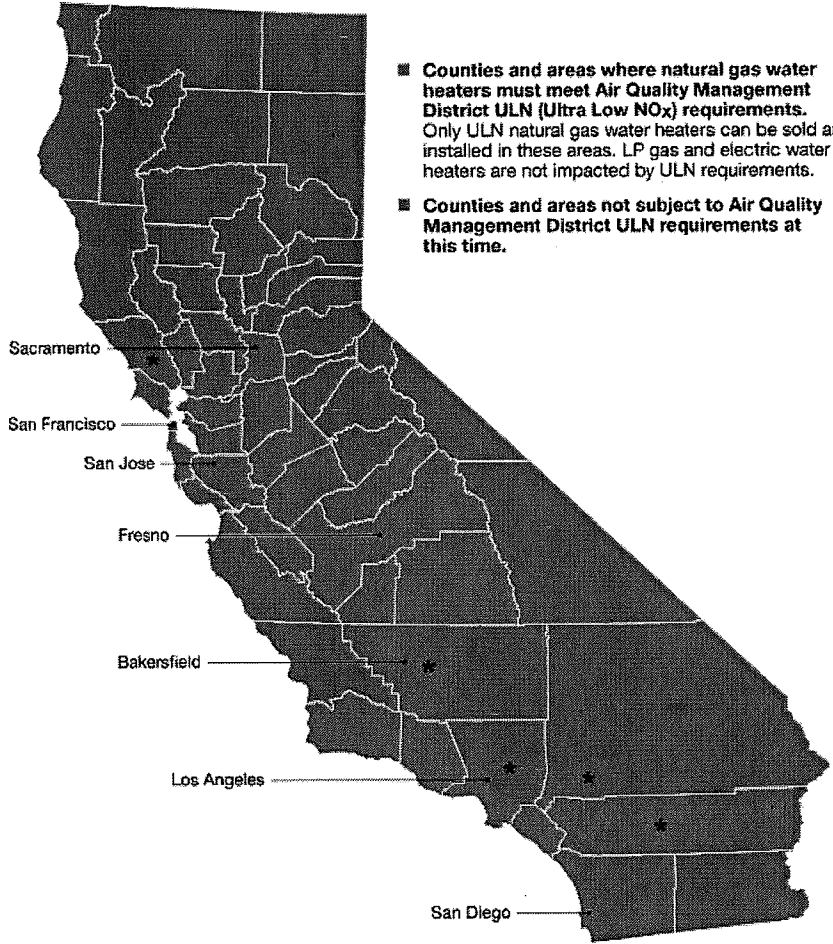 Counties and areas where natural gas water
heaters must meet Air Quality Management
District ULN (Ultra Low NOx) requirements.
Only ULN natural gas water heaters can be sold
installed in these areas. LP gas and electric water
heaters are not impacted by ULN requirements.
Counties and areas not subject to Air Quality
Management District ULN requirements at
this time.
Sacramento
*
San Francisco
San Jose
Fresno
Bakersfield
*
Los Angeles
*
*
*
San Diego